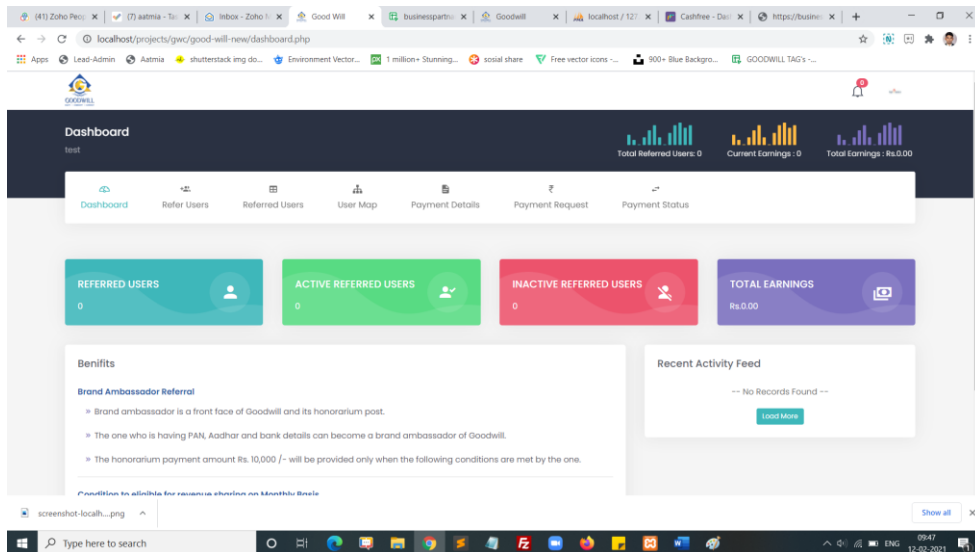 (41) Zoho Peop
(7) aatmia - Tas
Inbox - Zoho M
Good Will
businesspartne
Goodwill
localhost / 127
Cashfree - Dash
https://busine
localhost/projects/gwc/good-will-new/dashboard.php
Apps
Lead-Admin
Aatmia
shutterstock img do...
Environment Vector...
1 million+ Stunning...
sosial share
Free vector icons -...
900+ Blue Backgro...
GOODWILL TAG's -...
GOODWILL
0
Dashboard
test
Total Referred Users: 0
Current Earnings : 0
Total Earnings : Rs.0.00
Dashboard
Refer Users
Referred Users
User Map
Payment Details
Payment Request
Payment Status
REFERRED USERS
0
ACTIVE REFERRED USERS
0
INACTIVE REFERRED USERS
0
TOTAL EARNINGS
Rs.0.00
Benifits
Brand Ambassador Referral
» Brand ambassador is a front face of Goodwill and its honorarium post.
» The one who is having PAN, Aadhar and bank details can become a brand ambassador of Goodwill.
» The honorarium payment amount Rs. 10,000 /- will be provided only when the following conditions are met by the one.
Condition to eligible for revenue sharing on Monthly Basis
Recent Activity Feed
-- No Records Found --
Load More
screenshot-localh....png
Show all
Type here to search
ENG
09:47
12-02-2021